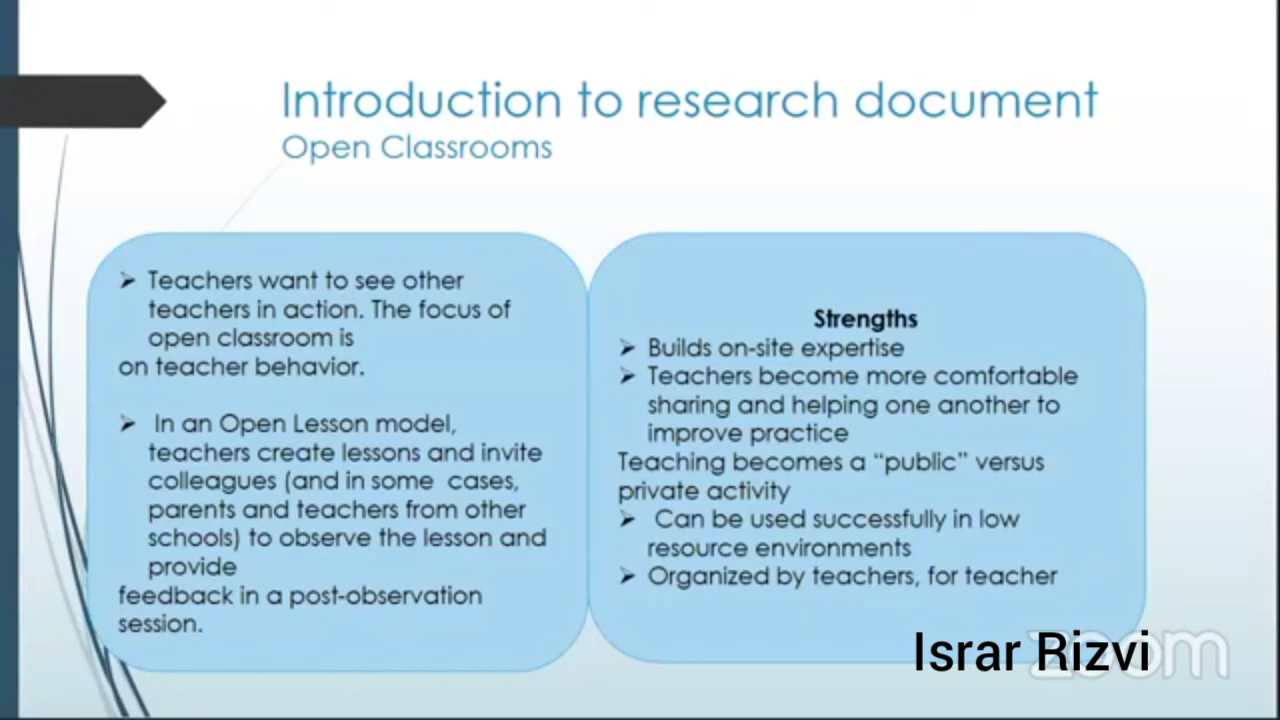 Introduction to research document
Open Classrooms
➢ Teachers want to see other
teachers in action. The focus of
open classroom is
on teacher behavior.
➢ In an Open Lesson model,
teachers create lessons and invite
colleagues (and in some cases,
parents and teachers from other
schools) to observe the lesson and
provide
feedback in a post-observation
session.
Strengths
➢ Builds on-site expertise
➢ Teachers become more comfortable
sharing and helping one another to
improve practice
Teaching becomes a “public” versus
private activity
➢ Can be used successfully in low
resource environments
➢ Organized by teachers, for teacher
Israr Rizvi
zoom